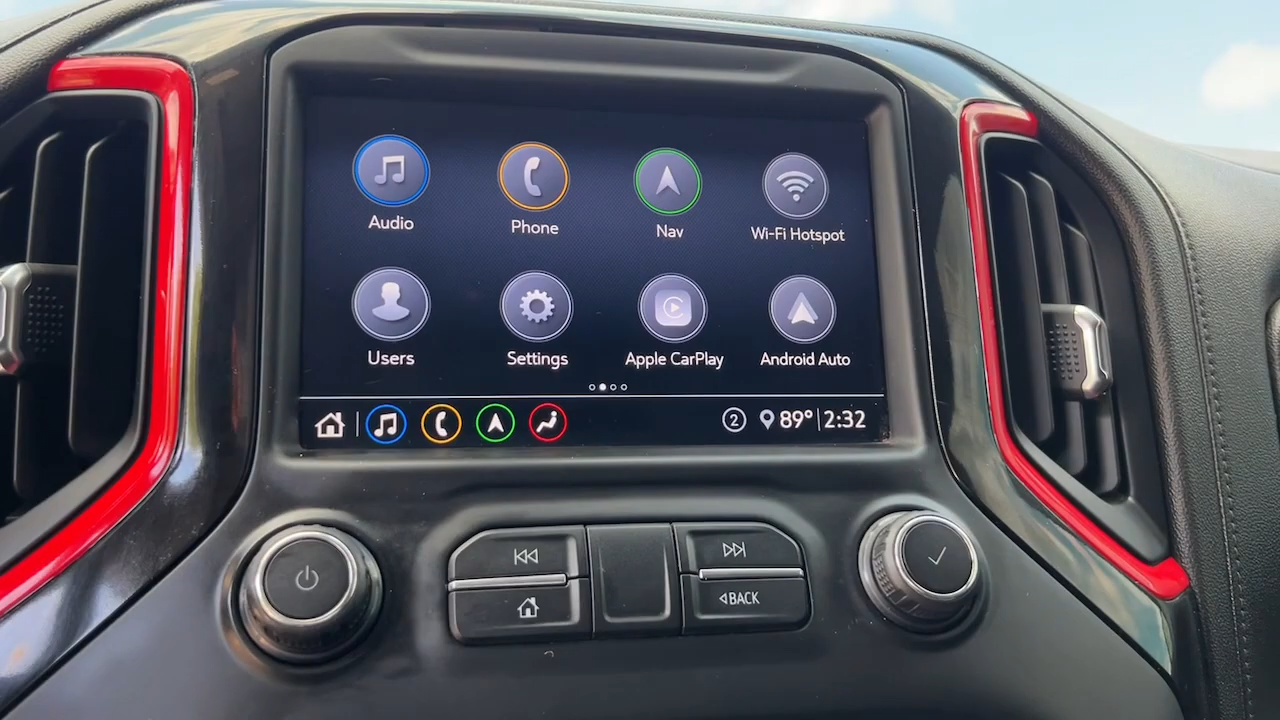 Audio Phone Nav Wi-Fi Hotspot
Users Settings Apple CarPlay Android Auto
2 89° 2:32
BACK